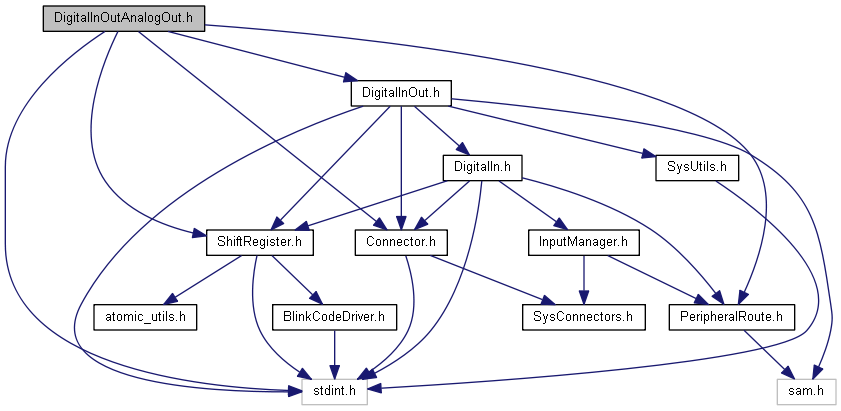 DigitalInOutAnalogOut.h
DigitalInOut.h
DigitalIn.h
SysUtils.h
ShiftRegister.h
Connector.h
InputManager.h
atomic_utils.h
BlinkCodeDriver.h
SysConnectors.h
PeripheralRoute.h
stdint.h
sam.h